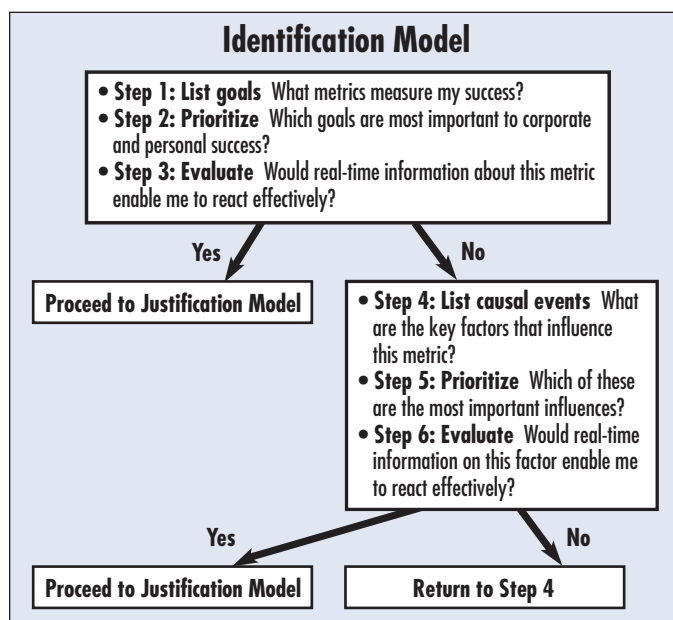 Identification Model
• Step 1: List goals What metrics measure my success?
• Step 2: Prioritize Which goals are most important to corporate
and personal success?
• Step 3: Evaluate Would real-time information about this metric
enable me to react effectively?
Yes
No
Proceed to Justification Model
• Step 4: List causal events What
are the key factors that influence
this metric?
• Step 5: Prioritize Which of these
are the most important influences?
• Step 6: Evaluate Would real-time
information on this factor enable me
to react effectively?
Yes
No
Proceed to Justification Model
Return to Step 4